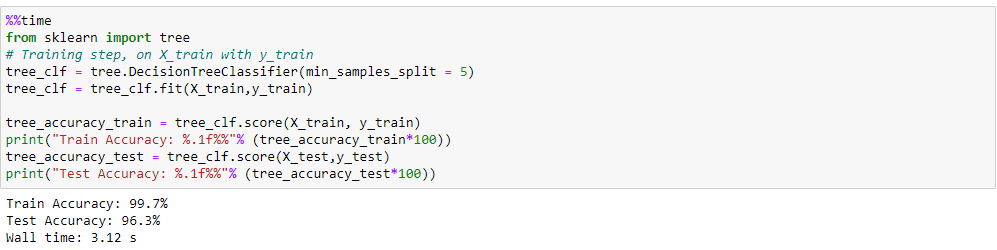 %%time
from sklearn import tree
# Training step, on X_train with y_train
tree_clf = tree.DecisionTreeClassifier(min_samples_split = 5)
tree_clf = tree_clf.fit(X_train,y_train)
tree_accuracy_train = tree_clf.score(X_train, y_train)
print("Train Accuracy: %.1f%%"% (tree_accuracy_train*100))
tree_accuracy_test = tree_clf.score(X_test,y_test)
print("Test Accuracy: %.1f%%"% (tree_accuracy_test*100))
Train Accuracy: 99.7%
Test Accuracy: 96.3%
Wall time: 3.12 s